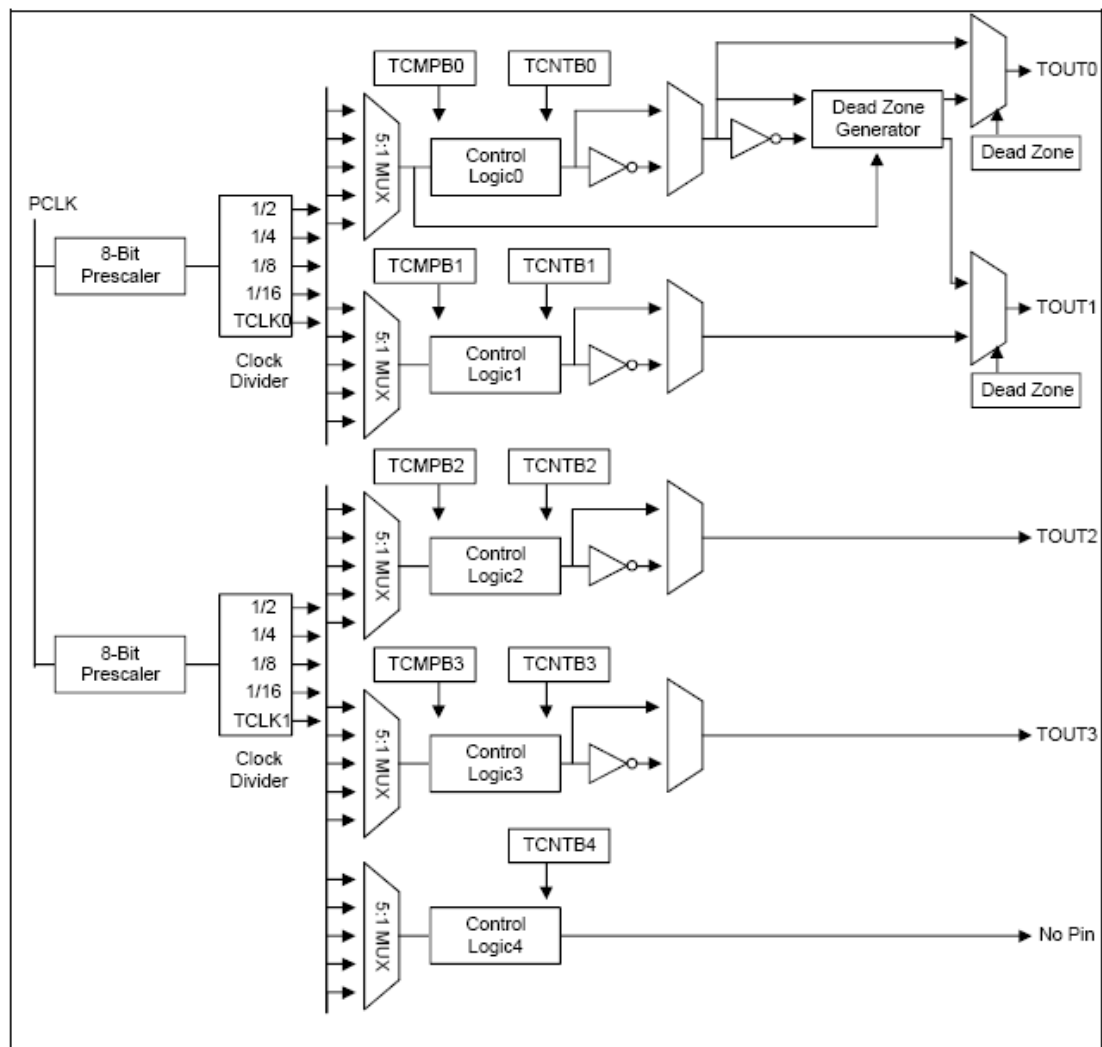 TCMPB0
TCNTB0
TOUT0
5:1 MUX
Control
Logic0
Dead Zone
Generator
Dead Zone
PCLK
8-Bit
Prescaler
1/2
1/4
1/8
1/16
TCLK0
Clock
Divider
TCMPB1
TCNTB1
TOUT1
5:1 MUX
Control
Logic1
Dead Zone
TCMPB2
TCNTB2
5:1 MUX
Control
Logic2
TOUT2
8-Bit
Prescaler
1/2
1/4
1/8
1/16
TCLK1
Clock
Divider
TCMPB3
TCNTB3
5:1 MUX
Control
Logic3
TOUT3
TCNTB4
5:1 MUX
Control
Logic4
No Pin